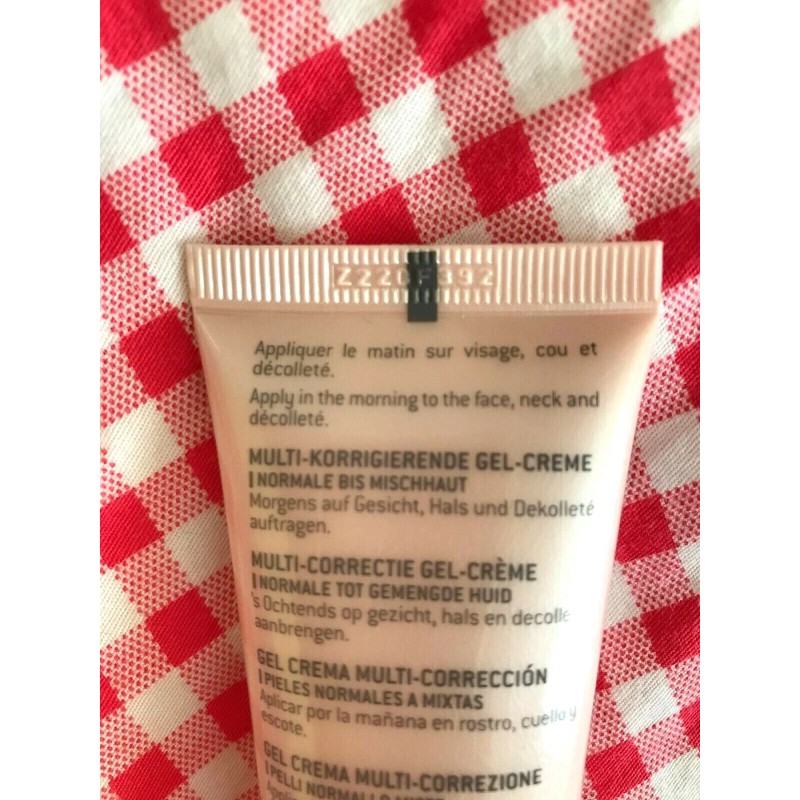 Appliquer le matin sur visage, cou et
décolleté.
Apply in the morning to the face, neck and
décolleté.
MULTI-KORRIGIERENDE GEL-CREME
| NORMALE BIS MISCHHAUT
Morgens auf Gesicht, Hals und Dekolleté
auftragen.
MULTI-CORRECTIE GEL-CRÈME
| NORMALE TOT GEMENGDE HUID
's Ochtends op gezicht, hals en decolle
aanbrengen.
GEL CREMA MULTI-CORRECCIÓN
| PIELES NORMALES A MIXTAS
Aplicar por la mañana en rostro, cuello y
escote.
GEL CREMA MULTI-CORREZIONE
| PELLI NORMALI